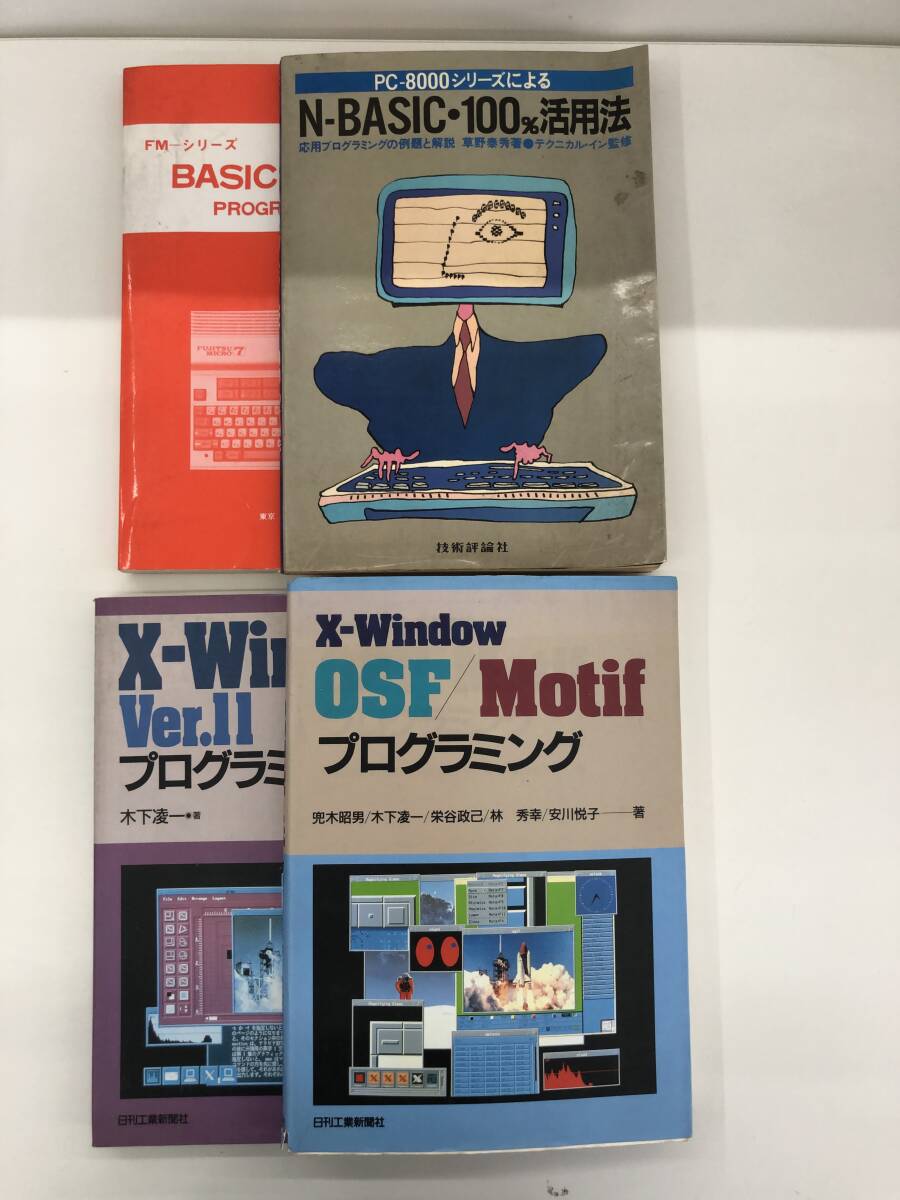 FM—シリーズ
BASIC
PROGR
FUJITSU
MICRO 7
東京
PC-8000シリーズによる
N-BASIC・100%活用法
応用プログラミングの例題と解説 草野泰秀著●テクニカル・イン監修
技術評論社
X-Win
Ver.11
プログラミ
木下凌一◉著
日刊工業新聞社
X-Window
OSF/Motif
プログラミング
兜木昭男/木下凌一/栄谷政己/林 秀幸/安川悦子——著
日刊工業新聞社